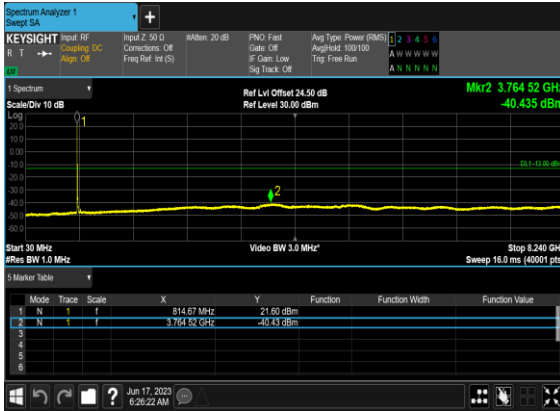 Spectrum Analyzer 1
Swept SA
+
KEYSIGHT Input: RF Input Z: 50 Ω #Atten: 20 dB PNO: Fast Avg Type: Power (RMS) 1 2 3 4 5 6
R T Coupling: DC Corrections: Off Gate: Off Avg|Hold: 100/100 A W W W W W
Align: Off Freq Ref: Int (S) IF Gain: Low Trig: Free Run
Sig Track: Off A N N N N N
1 Spectrum
Ref Lvl Offset 24.50 dB Mkr2 3.764 52 GHz
Scale/Div 10 dB Ref Level 30.00 dBm -40.435 dBm
Log
1
20.0
10.0
0.00
-10.0 DL1 -13.00 dBm
-20.0
-30.0
2
-40.0
-50.0
-60.0
Start 30 MHz Video BW 3.0 MHz* Stop 8.240 GHz
#Res BW 1.0 MHz Sweep 16.0 ms (40001 pts)
5 Marker Table
Mode Trace Scale X Y Function Function Width Function Value
1 N 1 f 814.67 MHz 21.60 dBm
2 N 1 f 3.764 52 GHz -40.43 dBm
3
4
5
6
? Jun 17, 2023
6:26:22 AM